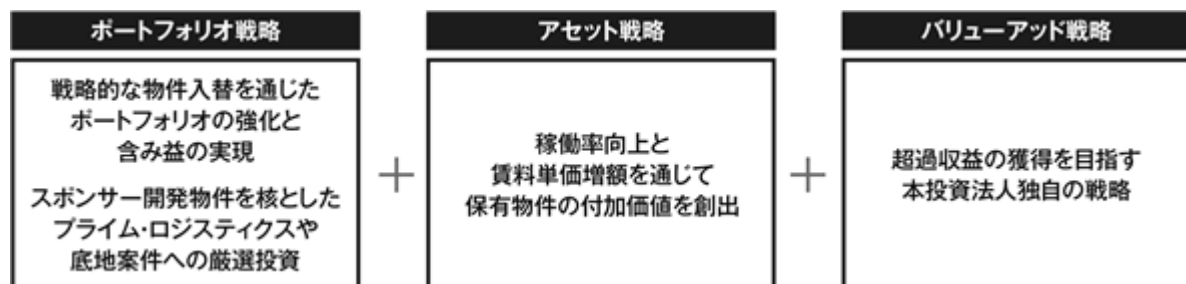 ポートフォリオ戦略
戦略的な物件入替を通じた
ポートフォリオの強化と
含み益の実現
スポンサー開発物件を核とした
プライム・ロジスティクスや
底地案件への厳選投資
+
アセット戦略
稼働率向上と
賃料単価増額を通じて
保有物件の付加価値を創出
+
バリューアッド戦略
超過収益の獲得を目指す
本投資法人独自の戦略